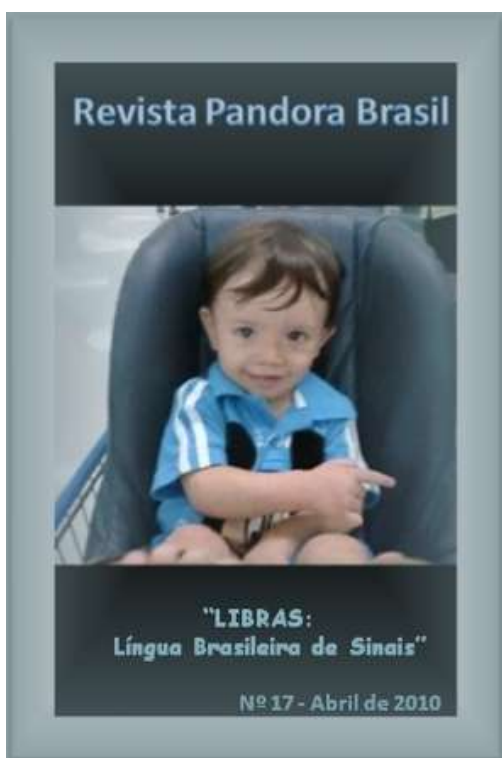 Revista Pandora Brasil
"LIBRAS:
Língua Brasileira de Sinais"
Nº 17 - Abril de 2010